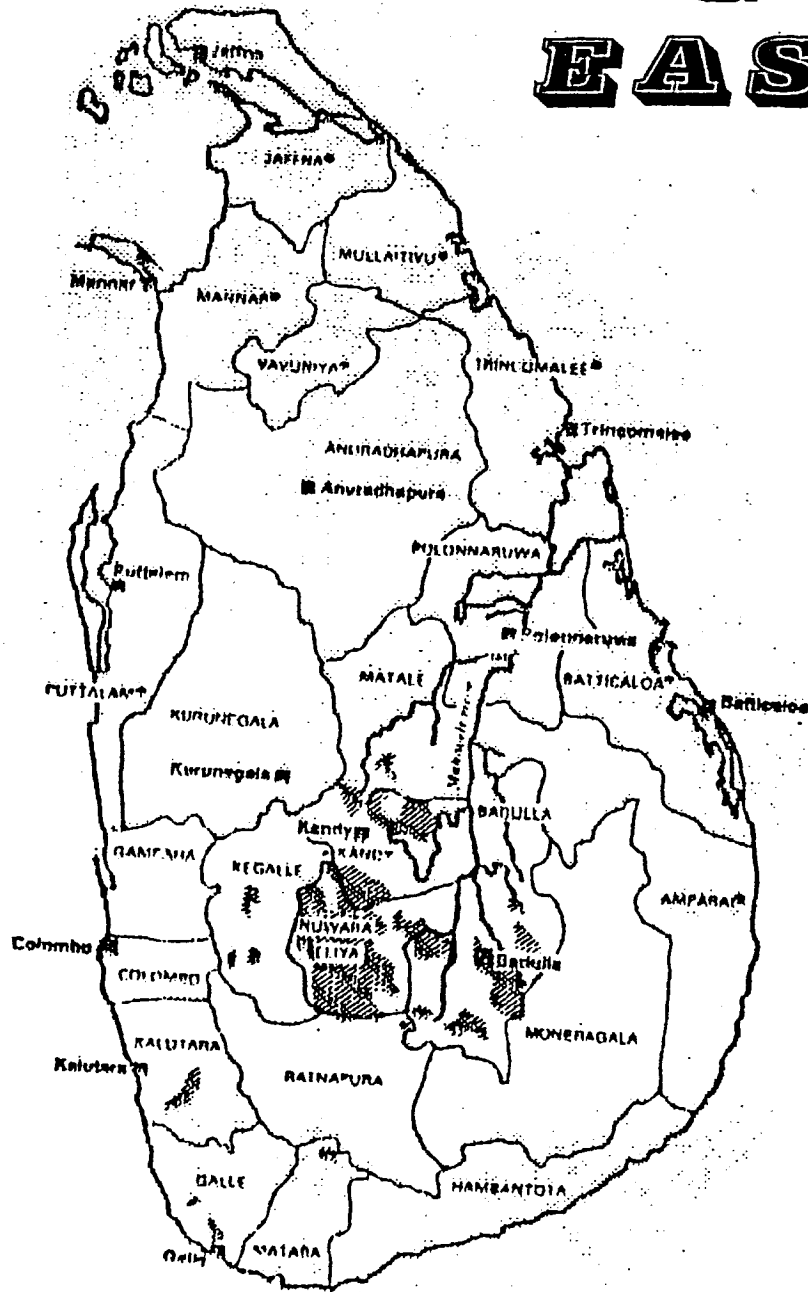 EAS
Jaffna
JAFFNA*
MULLAITIVU*
Mannar
MANNAR*
VAVUNIYA*
TRINCOMALEE*
Trincomalee
ANURADHAPURA
Anuradhapura
POLONNARUWA
Puttalam
Polonnaruwa
MATALE
BATTICALOA*
PUTTALAM*
Batticaloa
KURUNEGALA
Kurunegala
BADULLA
Kandy
KANDY
GAMPAHA
KEGALLE
AMPARAI*
NUWARA
Colombo
ELIYA
Badulla
COLOMBO
MONERAGALA
KALUTARA
Kalutara
RATNAPURA
GALLE
HAMBANTOTA
Galle
MATARA